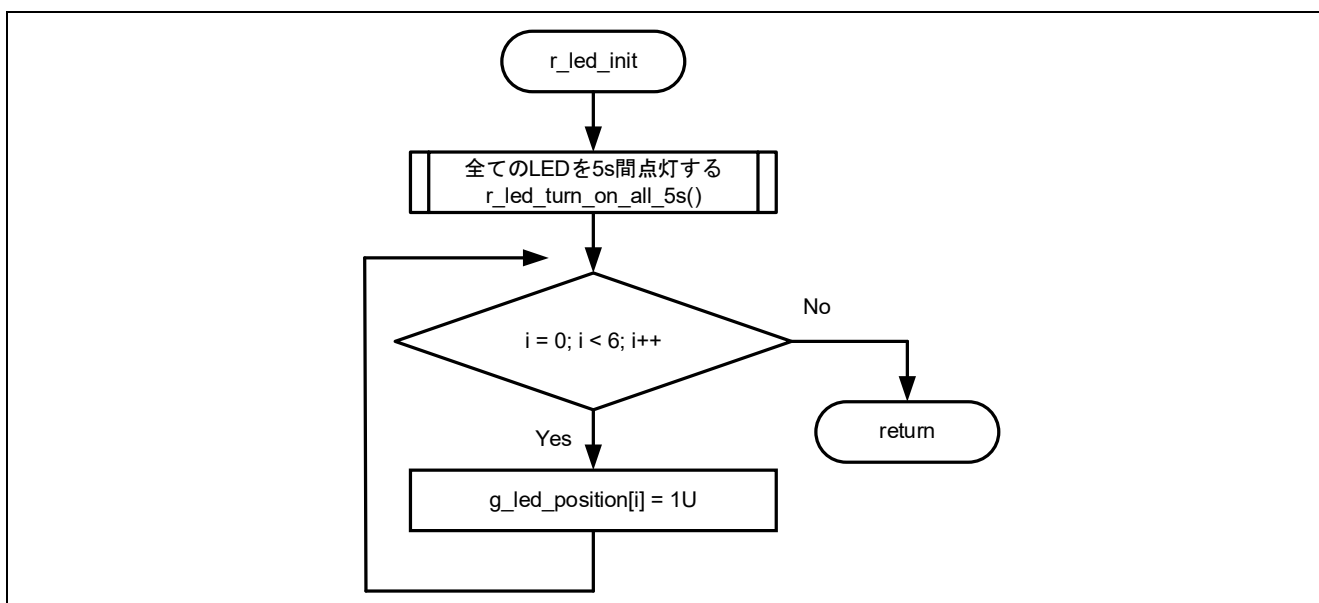 r_led_init
全てのLEDを5s間点灯する
r_led_turn_on_all_5s()
i = 0; i < 6; i++
No
return
Yes
g_led_position[i] = 1U